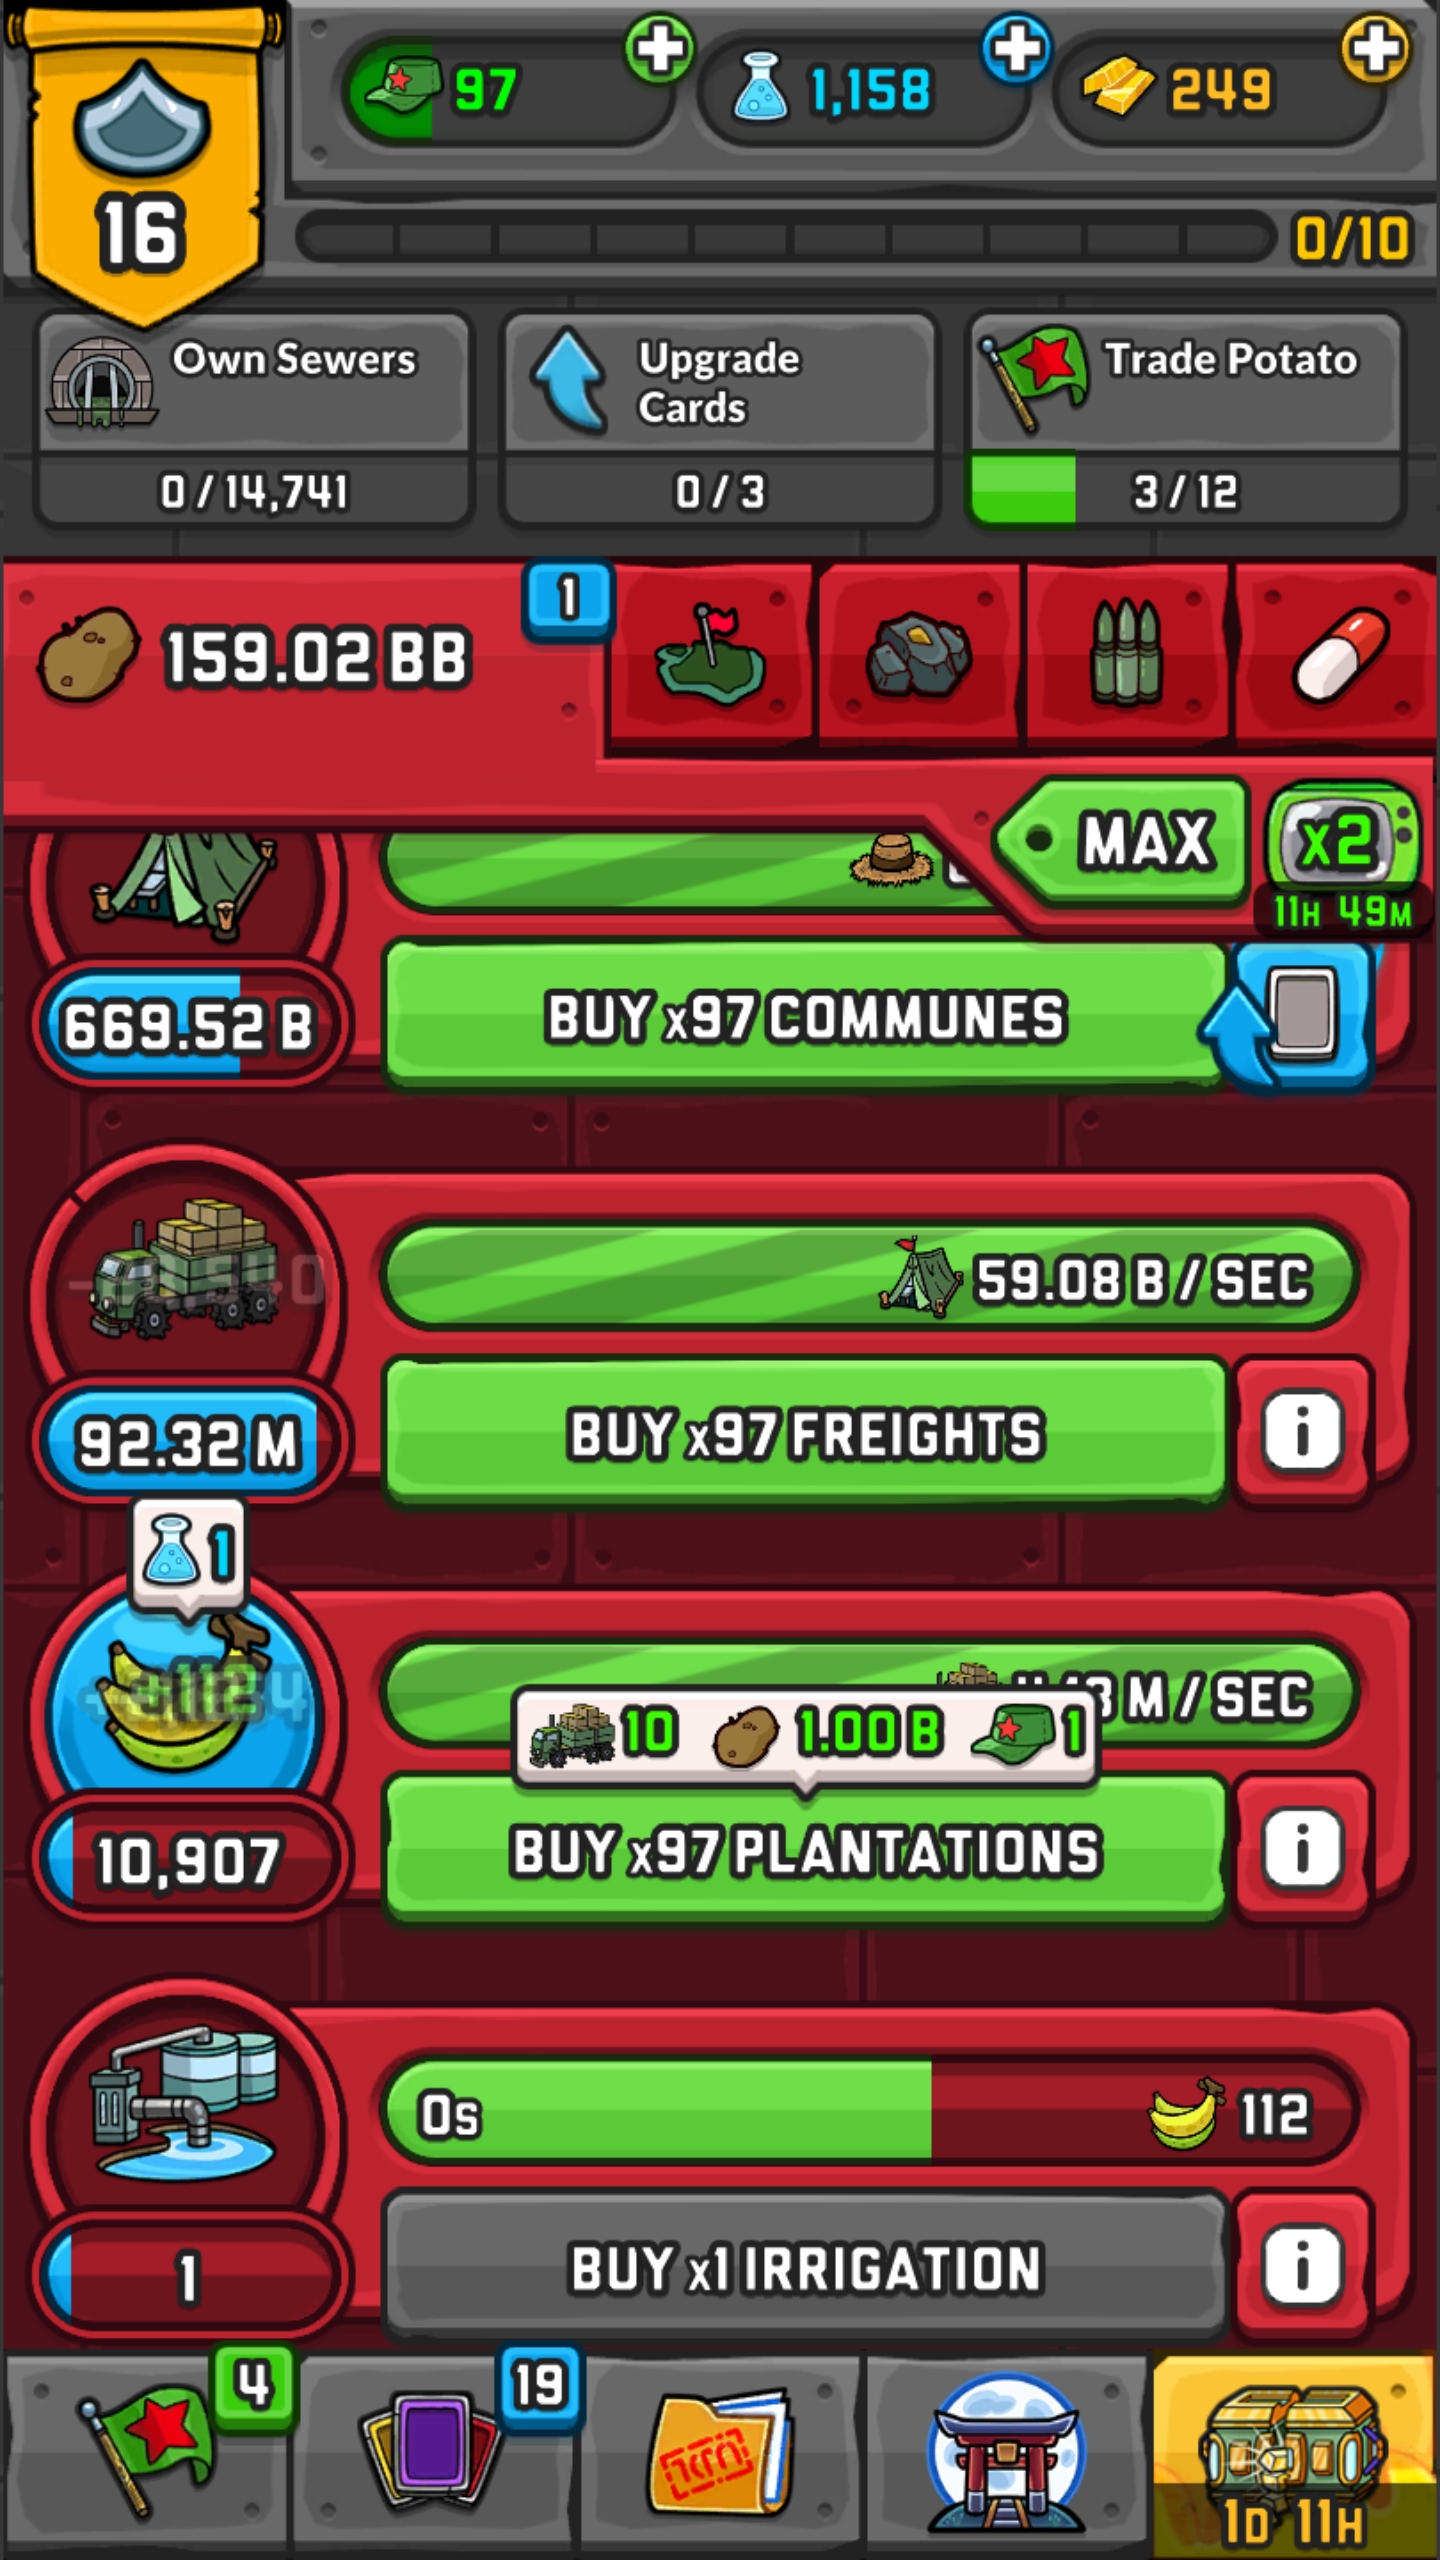 97
1,158
249
16
0/10
Own Sewers
0 / 14,741
Upgrade
Cards
0 / 3
Trade Potato
3 / 12
159.02 BB
1
MAX
x2
11H 49M
669.52 B
BUY x97 COMMUNES
59.08 B / SEC
92.32 M
BUY x97 FREIGHTS
1
M / SEC
10 1.00 B 1
10,907
BUY x97 PLANTATIONS
0s
112
1
BUY x1 IRRIGATION
4
19
1D 11H